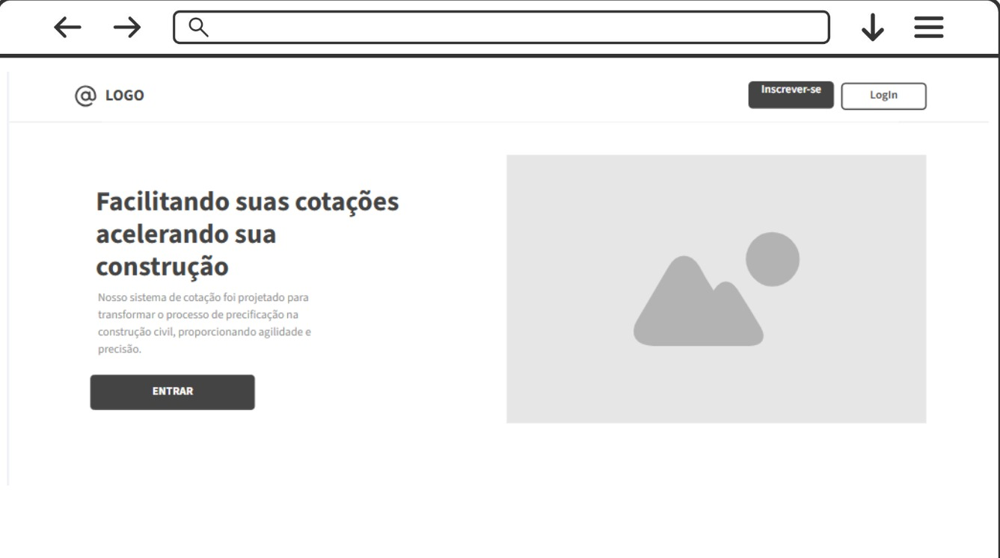 @ LOGO
Inscrever-se
LogIn
Facilitando suas cotações
acelerando sua
construção
Nosso sistema de cotação foi projetado para
transformar o processo de precificação na
construção civil, proporcionando agilidade e
precisão.
ENTRAR